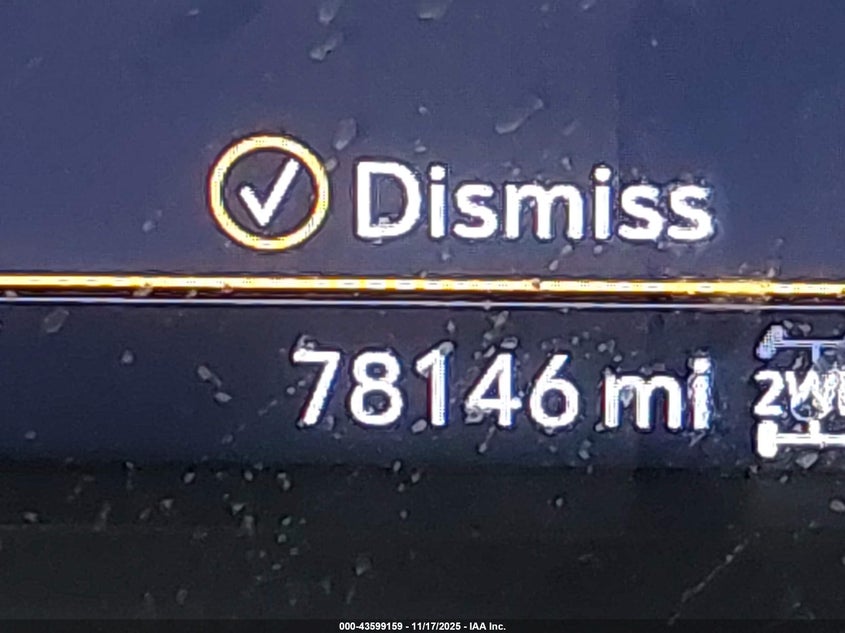 Dismiss
78146 mi
000-43599159 - 11/17/2025 - IAA Inc.